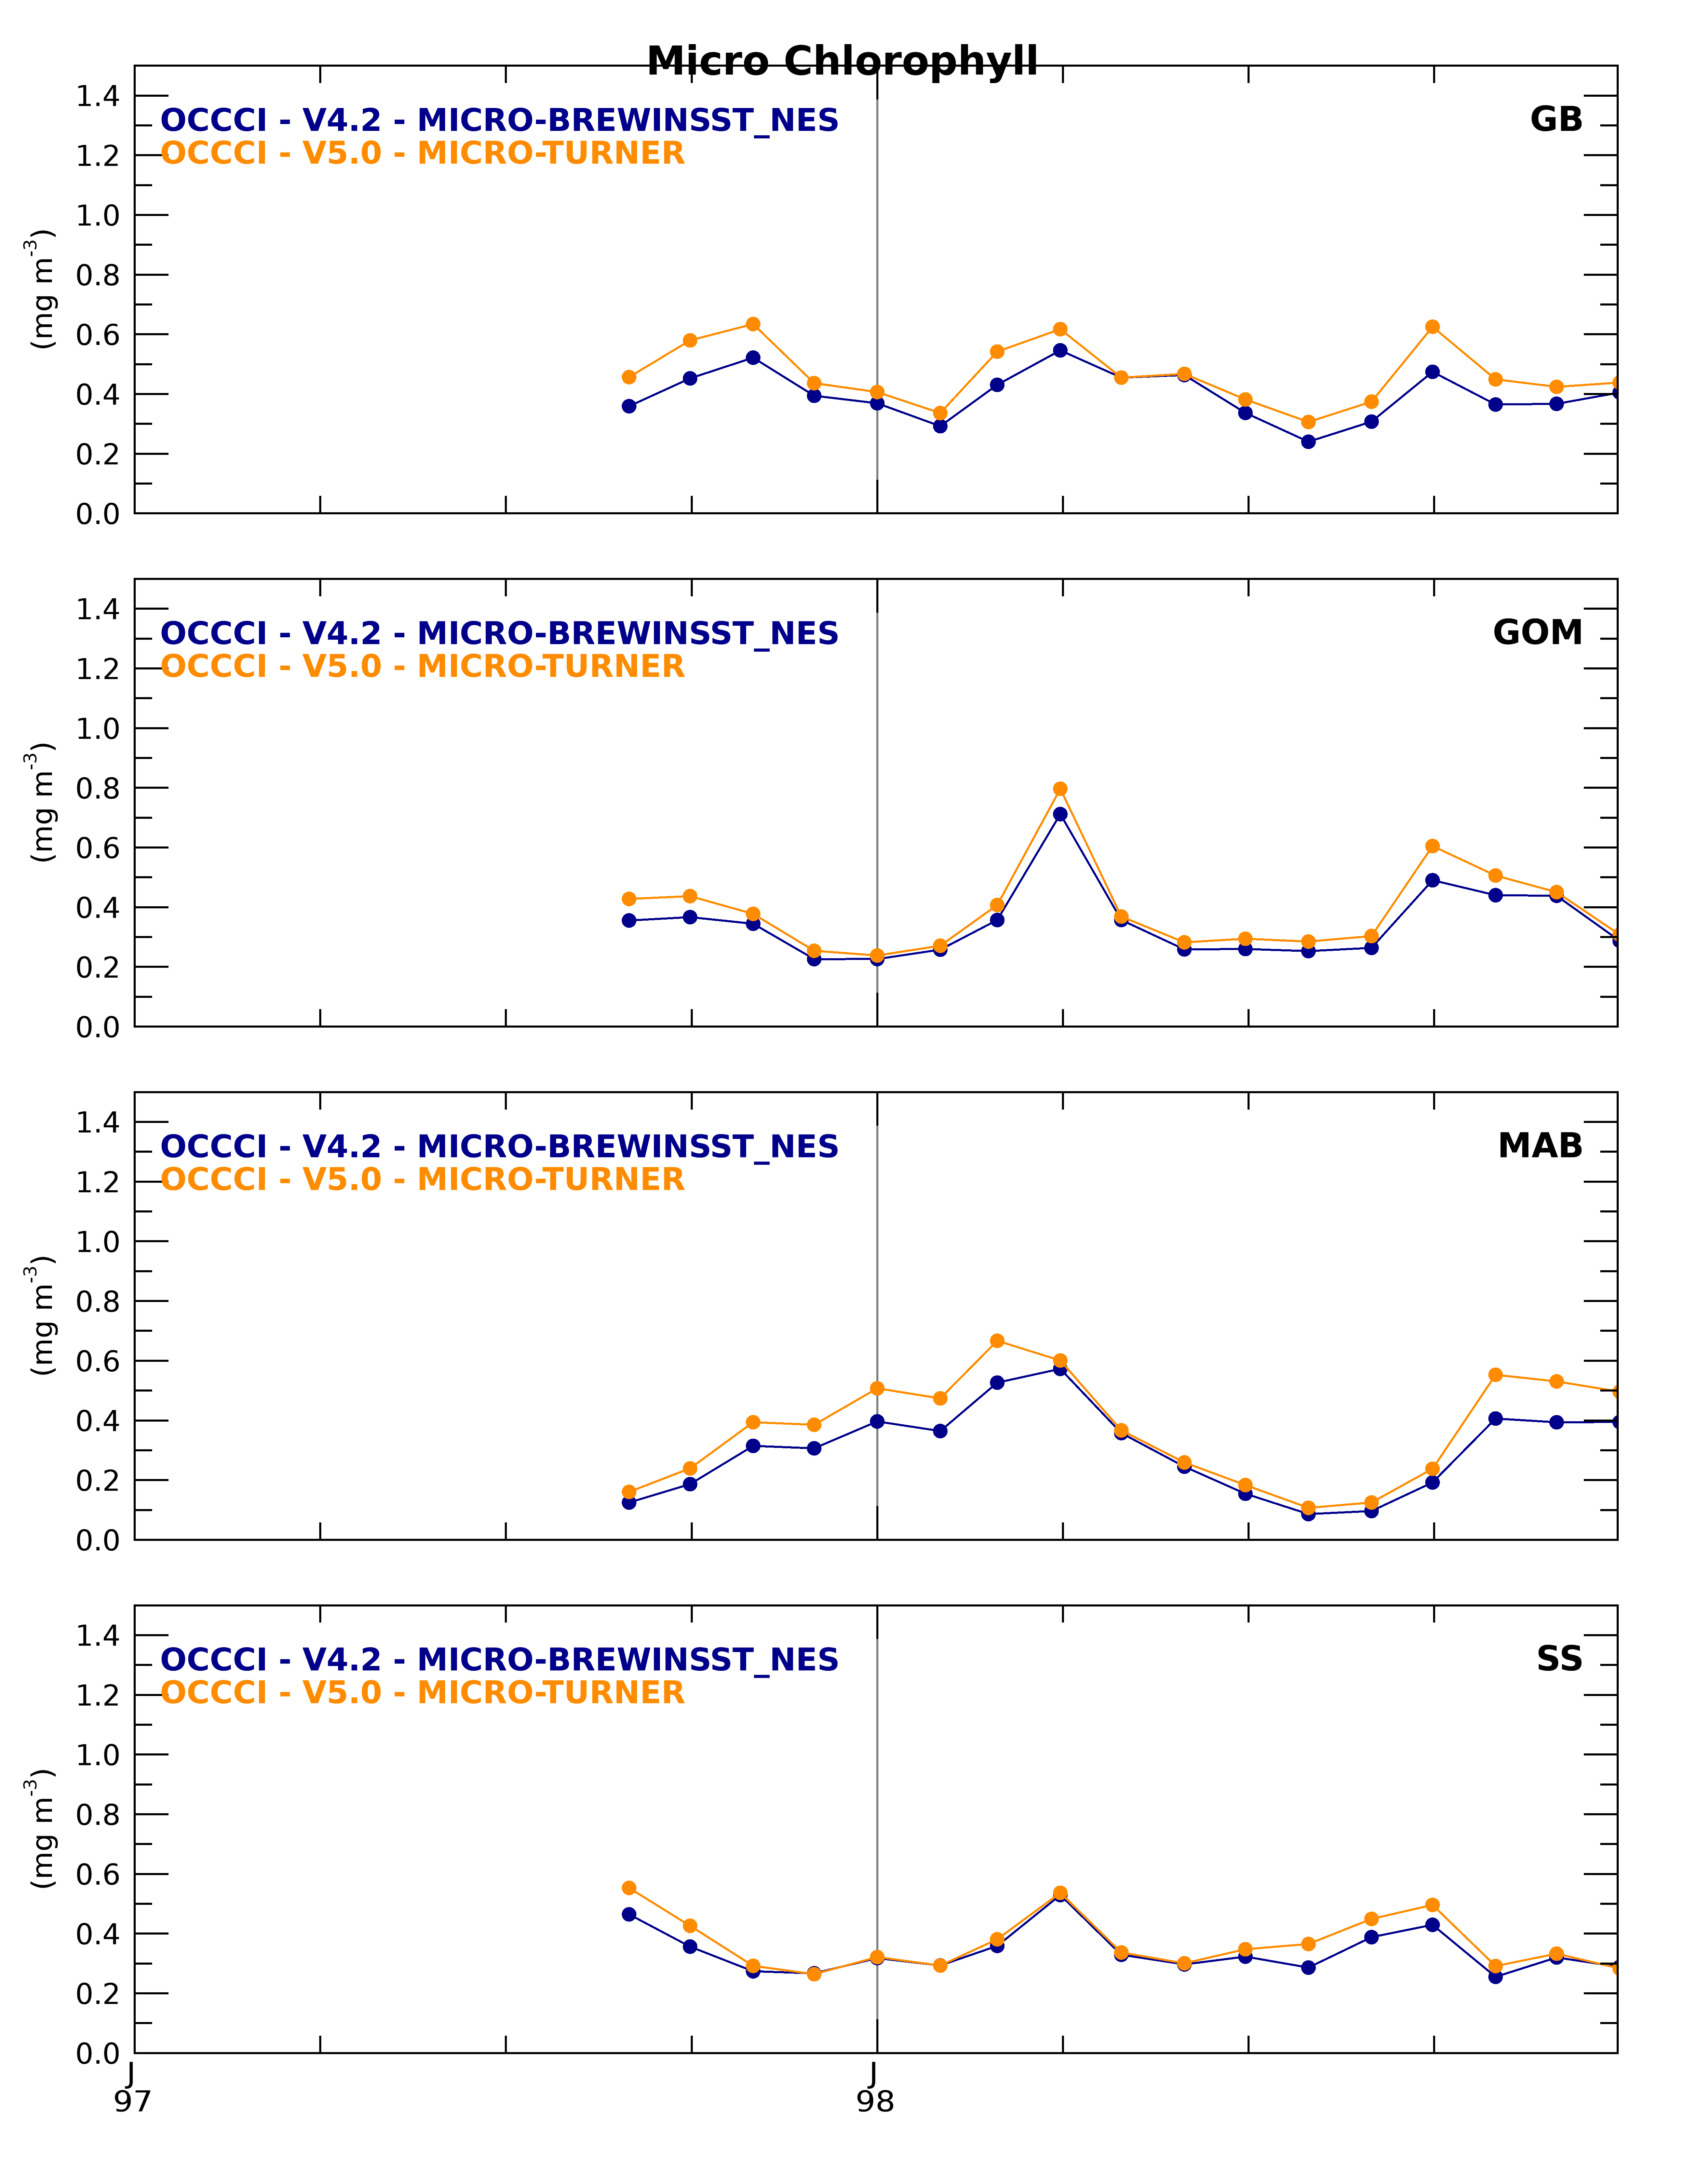 Micro Chlorophyll
1.4
OCCCI - V4.2 - MICRO-BREWINSST_NES
GB
1.2
OCCCI - V5.0 - MICRO-TURNER
1.0
0.8
(mg m-3)
0.6
0.4
0.2
0.0
1.4
OCCCI - V4.2 - MICRO-BREWINSST_NES
GOM
1.2
OCCCI - V5.0 - MICRO-TURNER
1.0
0.8
(mg m-3)
0.6
0.4
0.2
0.0
1.4
OCCCI - V4.2 - MICRO-BREWINSST_NES
MAB
1.2
OCCCI - V5.0 - MICRO-TURNER
1.0
0.8
(mg m-3)
0.6
0.4
0.2
0.0
1.4
OCCCI - V4.2 - MICRO-BREWINSST_NES
SS
1.2
OCCCI - V5.0 - MICRO-TURNER
1.0
0.8
(mg m-3)
0.6
0.4
0.2
0.0
J J
97 98